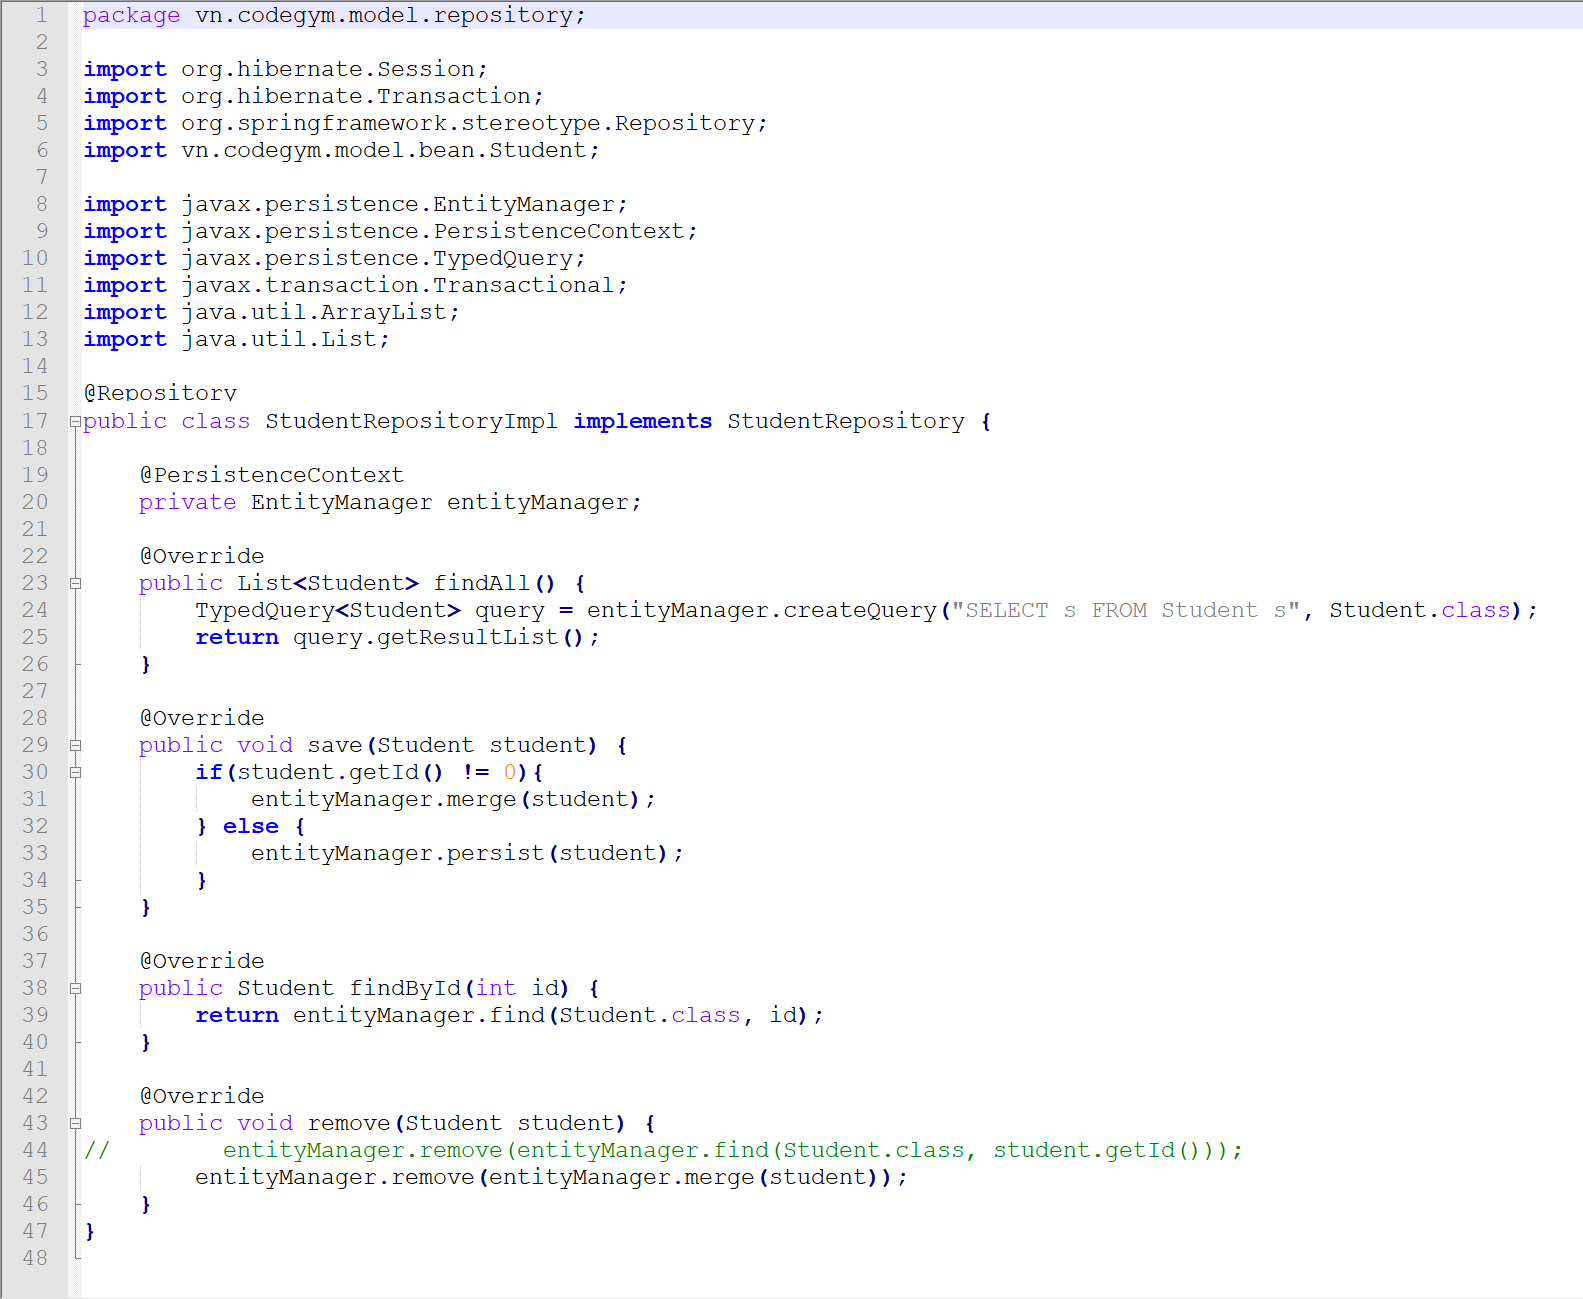 1 package vn.codegym.model.repository;
2
3 import org.hibernate.Session;
4 import org.hibernate.Transaction;
5 import org.springframework.stereotype.Repository;
6 import vn.codegym.model.bean.Student;
7
8 import javax.persistence.EntityManager;
9 import javax.persistence.PersistenceContext;
10 import javax.persistence.TypedQuery;
11 import javax.transaction.Transactional;
12 import java.util.ArrayList;
13 import java.util.List;
14
15 @Repository
17 public class StudentRepositoryImpl implements StudentRepository {
18
19     @PersistenceContext
20     private EntityManager entityManager;
21
22     @Override
23     public List<Student> findAll() {
24         TypedQuery<Student> query = entityManager.createQuery("SELECT s FROM Student s", Student.class);
25         return query.getResultList();
26     }
27
28     @Override
29     public void save(Student student) {
30         if(student.getId() != 0){
31             entityManager.merge(student);
32         } else {
33             entityManager.persist(student);
34         }
35     }
36
37     @Override
38     public Student findById(int id) {
39         return entityManager.find(Student.class, id);
40     }
41
42     @Override
43     public void remove(Student student) {
44 //        entityManager.remove(entityManager.find(Student.class, student.getId()));
45         entityManager.remove(entityManager.merge(student));
46     }
47 }
48